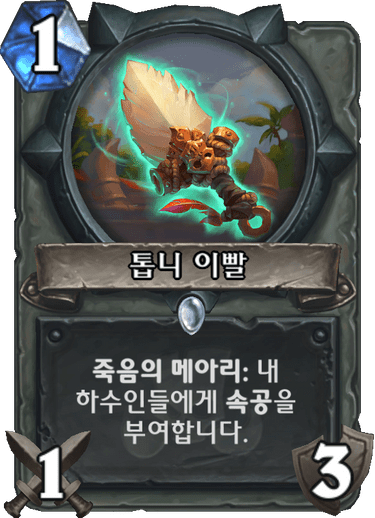 1
톱니 이빨
죽음의 메아리: 내
하수인들에게 속공을
부여합니다.
1
3